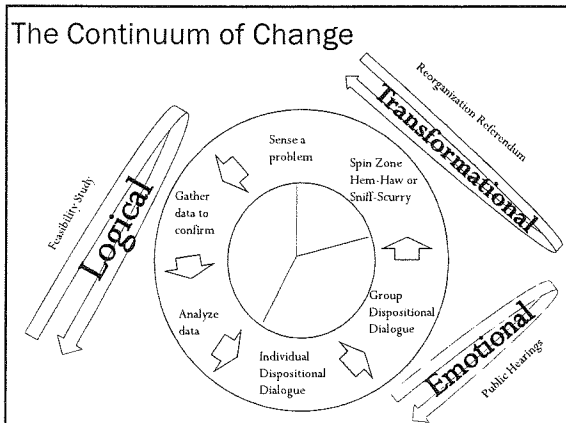 The Continuum of Change
Reorganization Referendum
Transformational
Sense a
problem
Spin Zone
Hem-Haw or
Sniff-Scurry
Feasibility Study
Logical
Gather
data to
confirm
Analyze
data
Individual
Dispositional
Dialogue
Group
Dispositional
Dialogue
Emotional
Public Hearings